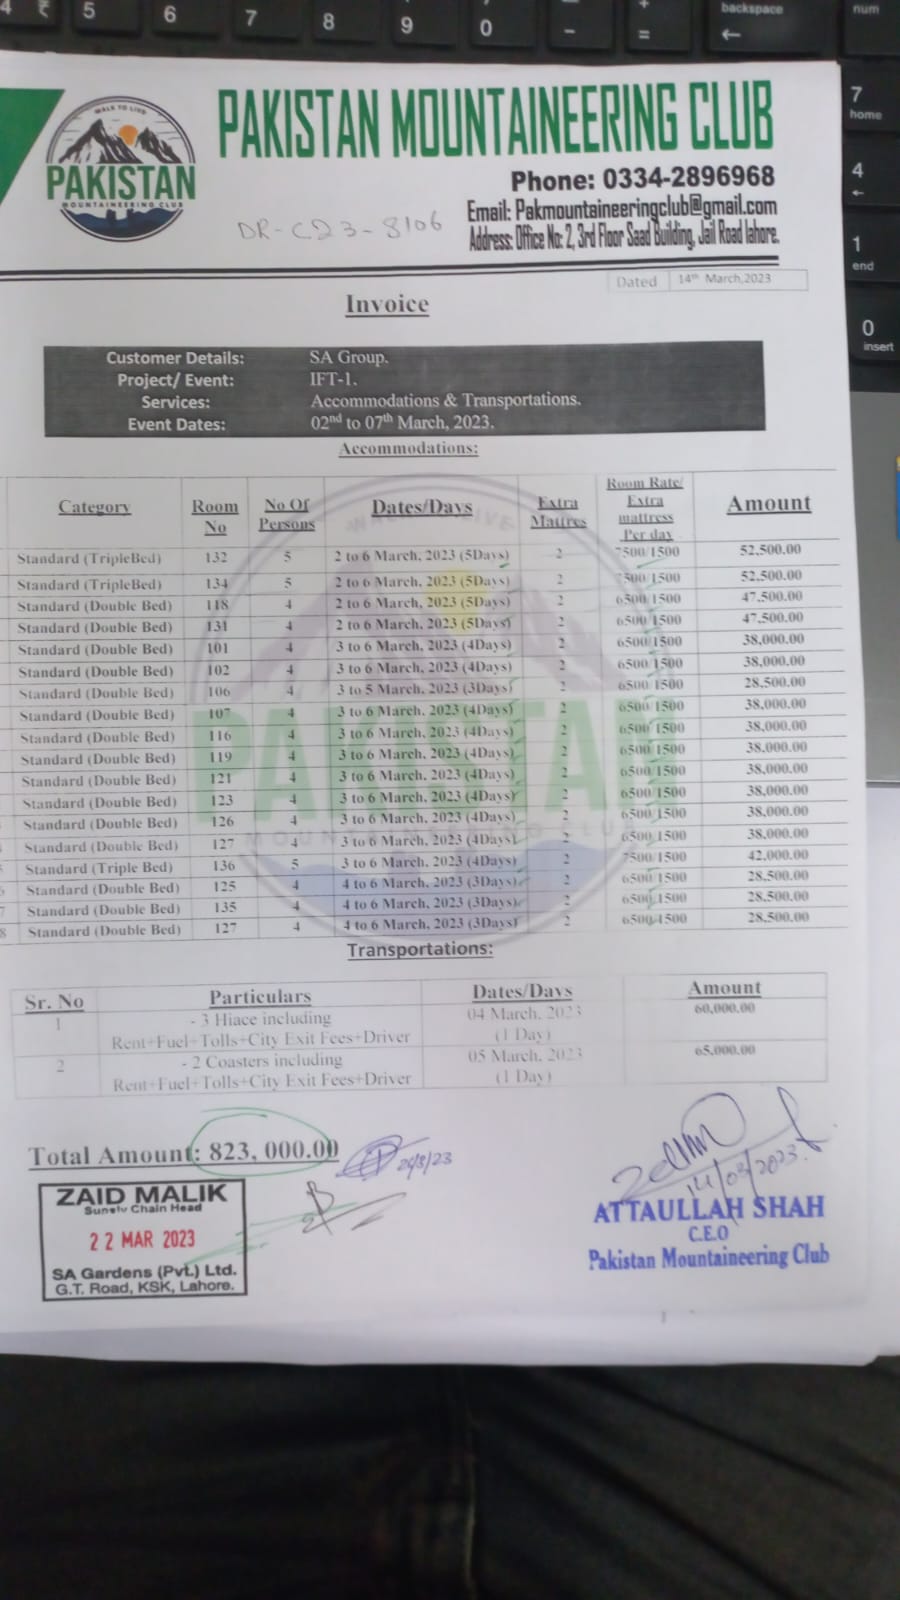 4 ₹ 5 6 7 8 9 0 - + = backspace num
7 home
4
1 end
0 insert
WALK TO LIVE
PAKISTAN
MOUNTAINEERING CLUB
PAKISTAN MOUNTAINEERING CLUB
Phone: 0334-2896968
Email: Pakmountaineeringclub@gmail.com
Address: Office No: 2, 3rd Floor Saad Building, Jail Road lahore.
DR-C23-8106
Dated 14th March,2023
Invoice
Customer Details: SA Group.
Project/ Event: IFT-1.
Services: Accommodations & Transportations.
Event Dates: 02nd to 07th March, 2023.
Accommodations:
Category Room No No Of Persons Dates/Days Extra Mattres Room Rate/ Extra mattress Per day Amount
Standard (TripleBed) 132 5 2 to 6 March, 2023 (5Days) 2 7500/1500 52,500.00
Standard (TripleBed) 134 5 2 to 6 March, 2023 (5Days) 2 7500/1500 52,500.00
Standard (Double Bed) 118 4 2 to 6 March, 2023 (5Days) 2 6500/1500 47,500.00
Standard (Double Bed) 131 4 2 to 6 March, 2023 (5Days) 2 6500/1500 47,500.00
Standard (Double Bed) 101 4 3 to 6 March, 2023 (4Days) 2 6500/1500 38,000.00
Standard (Double Bed) 102 4 3 to 6 March, 2023 (4Days) 2 6500/1500 38,000.00
Standard (Double Bed) 106 4 3 to 5 March, 2023 (3Days) 2 6500/1500 28,500.00
Standard (Double Bed) 107 4 3 to 6 March, 2023 (4Days) 2 6500/1500 38,000.00
Standard (Double Bed) 116 4 3 to 6 March, 2023 (4Days) 2 6500/1500 38,000.00
Standard (Double Bed) 119 4 3 to 6 March, 2023 (4Days) 2 6500/1500 38,000.00
Standard (Double Bed) 121 4 3 to 6 March, 2023 (4Days) 2 6500/1500 38,000.00
Standard (Double Bed) 123 4 3 to 6 March, 2023 (4Days) 2 6500/1500 38,000.00
Standard (Double Bed) 126 4 3 to 6 March, 2023 (4Days) 2 6500/1500 38,000.00
Standard (Double Bed) 127 4 3 to 6 March, 2023 (4Days) 2 6500/1500 38,000.00
Standard (Triple Bed) 136 5 3 to 6 March, 2023 (4Days) 2 7500/1500 42,000.00
Standard (Double Bed) 125 4 4 to 6 March, 2023 (3Days) 2 6500/1500 28,500.00
7 Standard (Double Bed) 135 4 4 to 6 March, 2023 (3Days) 2 6500/1500 28,500.00
8 Standard (Double Bed) 127 4 4 to 6 March, 2023 (3Days) 2 6500/1500 28,500.00
Transportations:
Sr. No Particulars Dates/Days Amount
1 - 3 Hiace including Rent+Fuel+Tolls+City Exit Fees+Driver 04 March, 2023 (1 Day) 60,000.00
2 - 2 Coasters including Rent+Fuel+Tolls+City Exit Fees+Driver 05 March, 2023 (1 Day) 65,000.00
Total Amount: 823, 000.00
14/03/2023
ZAID MALIK
Chain Head
22 MAR 2023
SA Gardens (Pvt.) Ltd.
G.T. Road, KSK, Lahore.
ATTAULLAH SHAH
C.E.O
Pakistan Mountaineering Club